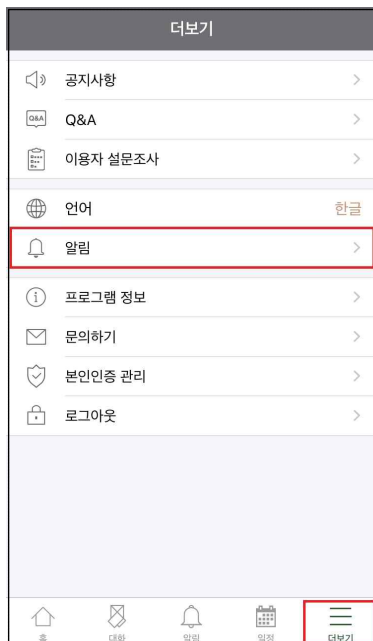 더보기
공지사항
Q&A
Q&A
이용자 설문조사
언어 한글
알림
프로그램 정보
문의하기
본인인증 관리
로그아웃
홈 대화 알림 일정 더보기